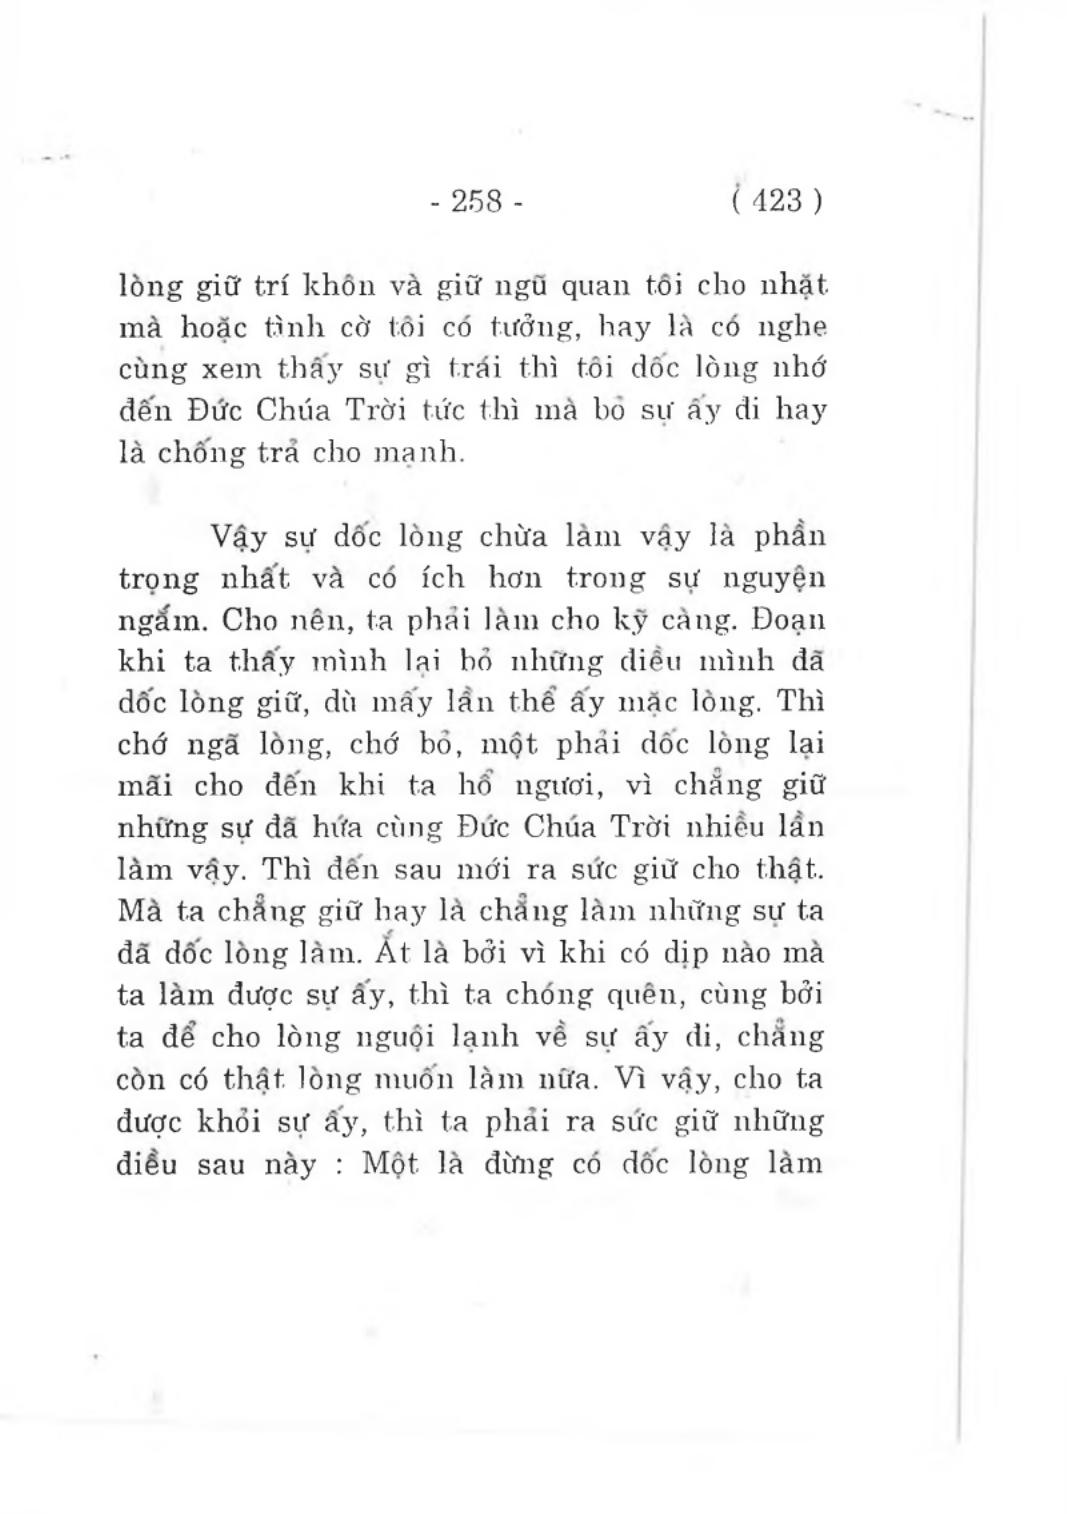 - 258 - ( 423 )
lòng giữ trí khôn và giữ ngũ quan tôi cho nhặt
mà hoặc tình cờ tôi có tưởng, hay là có nghe
cùng xem thấy sự gì trái thì tôi dốc lòng nhớ
đến Đức Chúa Trời tức thì mà bỏ sự ấy đi hay
là chống trả cho mạnh.
Vậy sự dốc lòng chừa làm vậy là phần
trọng nhất và có ích hơn trong sự nguyện
ngắm. Cho nên, ta phải làm cho kỹ càng. Đoạn
khi ta thấy mình lại bỏ những điều mình đã
dốc lòng giữ, dù mấy lần thể ấy mặc lòng. Thì
chớ ngã lòng, chớ bỏ, một phải dốc lòng lại
mãi cho đến khi ta hổ ngươi, vì chẳng giữ
những sự đã hứa cùng Đức Chúa Trời nhiều lần
làm vậy. Thì đến sau mới ra sức giữ cho thật.
Mà ta chẳng giữ hay là chẳng làm những sự ta
đã dốc lòng làm. Ắt là bởi vì khi có dịp nào mà
ta làm được sự ấy, thì ta chóng quên, cùng bởi
ta để cho lòng nguội lạnh về sự ấy đi, chẳng
còn có thật lòng muốn làm nữa. Vì vậy, cho ta
được khỏi sự ấy, thì ta phải ra sức giữ những
điều sau này : Một là đừng có dốc lòng làm